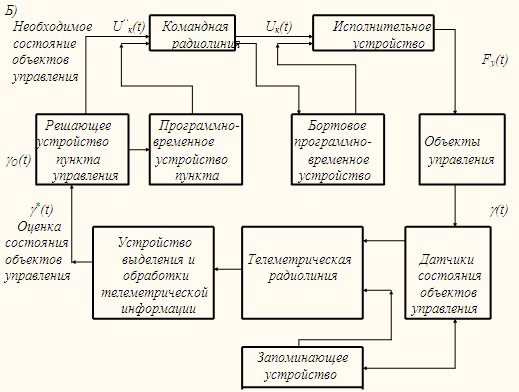 Б)
Необходимое
состояние
объектов
управления
U″к(t)
Командная
радиолиния
Uк(t)
Исполнительное
устройство
Fу(t)
γ0(t)
Решающее
устройство
пункта
управления
Программно-
временное
устройство
пункта
Бортовое
программно-
временное
устройство
Объекты
управления
γ*(t)
Оценка
состояния
объектов
управления
Устройство
выделения и
обработки
телеметрической
информации
Телеметрическая
радиолиния
γ(t)
Датчики
состояния
объектов
управления
Запоминающее
устройство